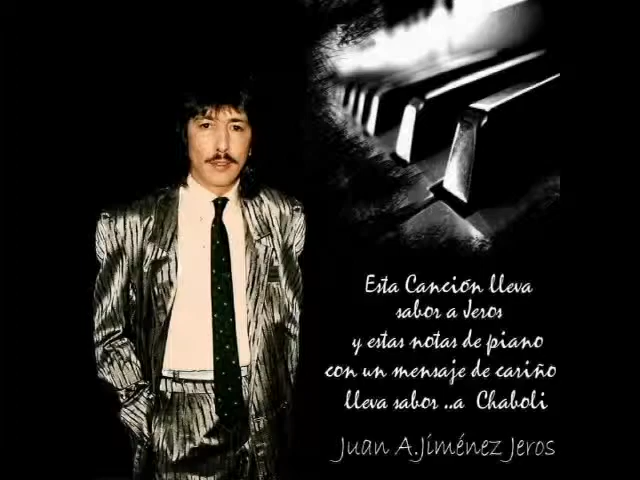 Esta Canción lleva
sabor a Jeros
y estas notas de piano
con un mensaje de cariño
lleva sabor ..a Chaboli
Juan A.Jiménez Jeros